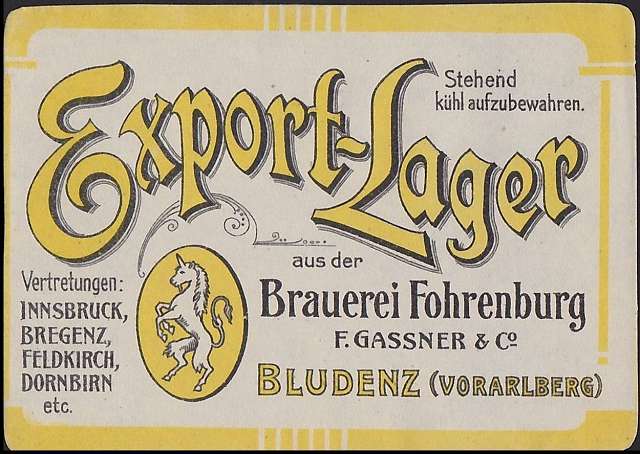 Export-Lager
Stehend
kühl aufzubewahren.
aus der
Brauerei Fohrenburg
F. GASSNER & Co
BLUDENZ (VORARLBERG)
Vertretungen:
INNSBRUCK,
BREGENZ,
FELDKIRCH,
DORNBIRN
etc.